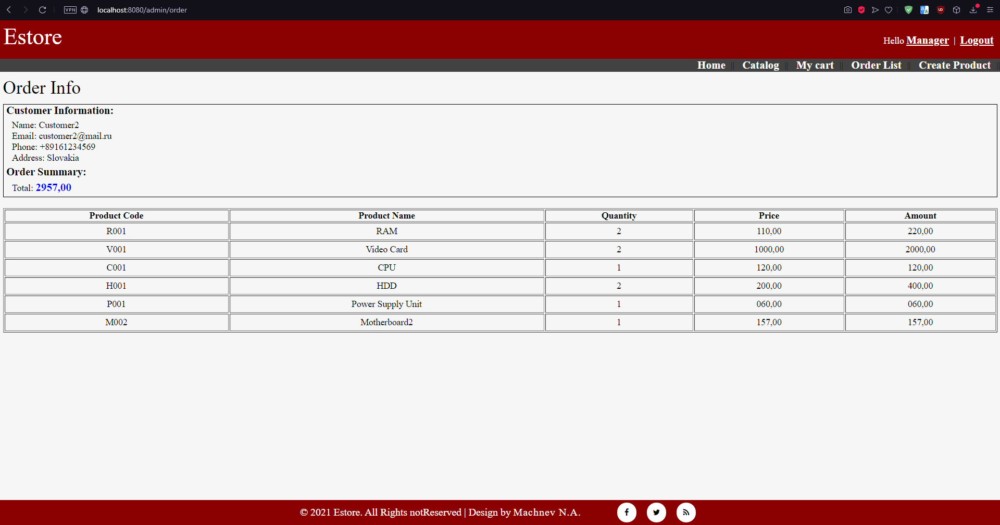 VPN localhost:8080/admin/order
Estore
Hello Manager | Logout
Home || Catalog || My cart || Order List || Create Product ||
Order Info
Customer Information:
Name: Customer2
Email: customer2@mail.ru
Phone: +89161234569
Address: Slovakia
Order Summary:
Total: 2957,00
Product Code Product Name Quantity Price Amount
R001 RAM 2 110,00 220,00
V001 Video Card 2 1000,00 2000,00
C001 CPU 1 120,00 120,00
H001 HDD 2 200,00 400,00
P001 Power Supply Unit 1 060,00 060,00
M002 Motherboard2 1 157,00 157,00
© 2021 Estore. All Rights notReserved | Design by Machnev N.A.